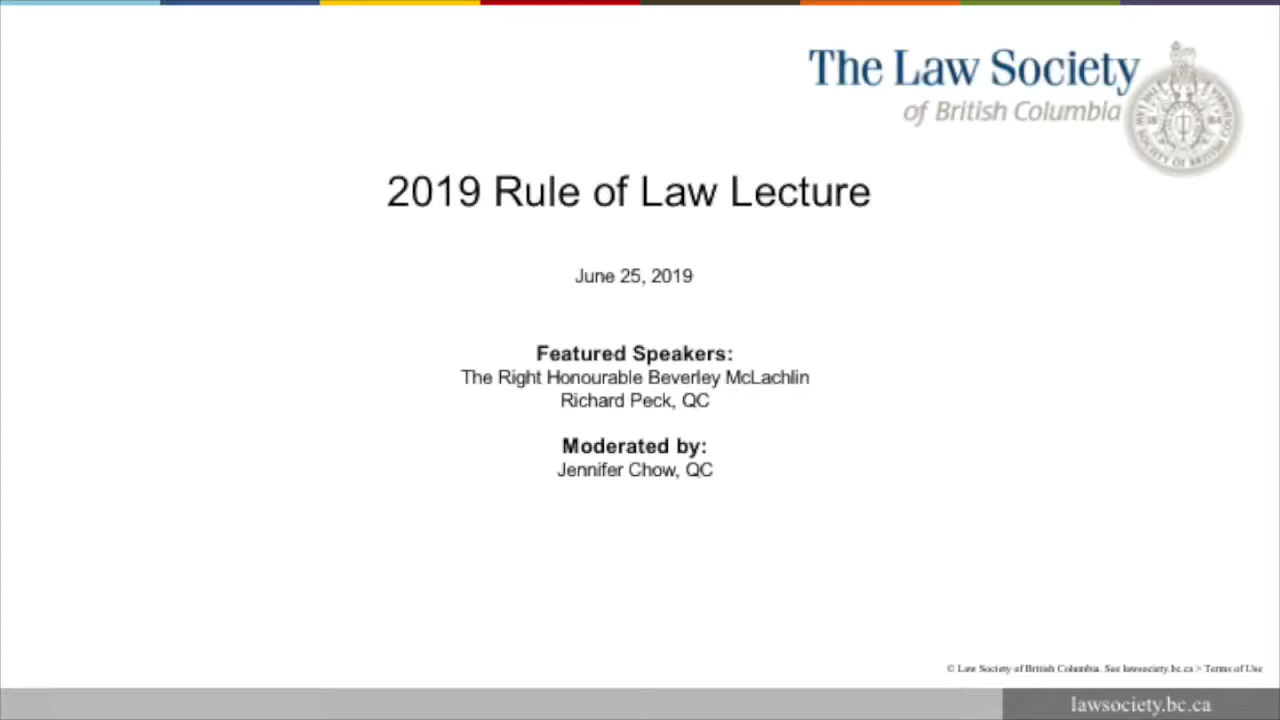 The Law Society
of British Columbia
2019 Rule of Law Lecture
June 25, 2019
Featured Speakers:
The Right Honourable Beverley McLachlin
Richard Peck, QC
Moderated by:
Jennifer Chow, QC
© Law Society of British Columbia. See lawsociety.bc.ca > Terms of Use
lawsociety.bc.ca